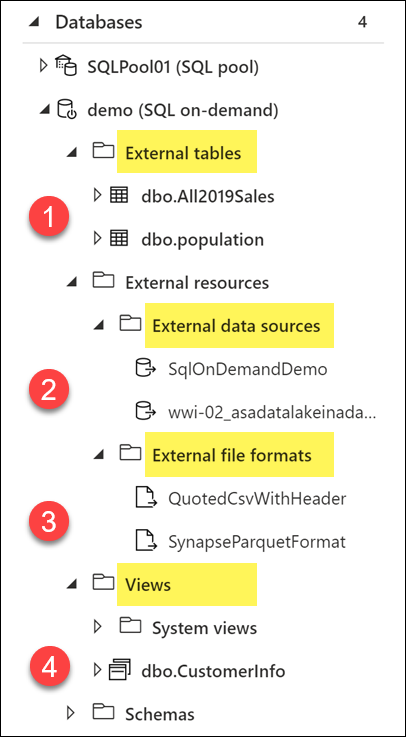 Databases 4
SQLPool01 (SQL pool)
demo (SQL on-demand)
External tables
1
dbo.All2019Sales
dbo.population
External resources
External data sources
2
SqlOnDemandDemo
wwi-02_asadatalakeinada...
External file formats
3
QuotedCsvWithHeader
SynapseParquetFormat
Views
System views
4
dbo.CustomerInfo
Schemas